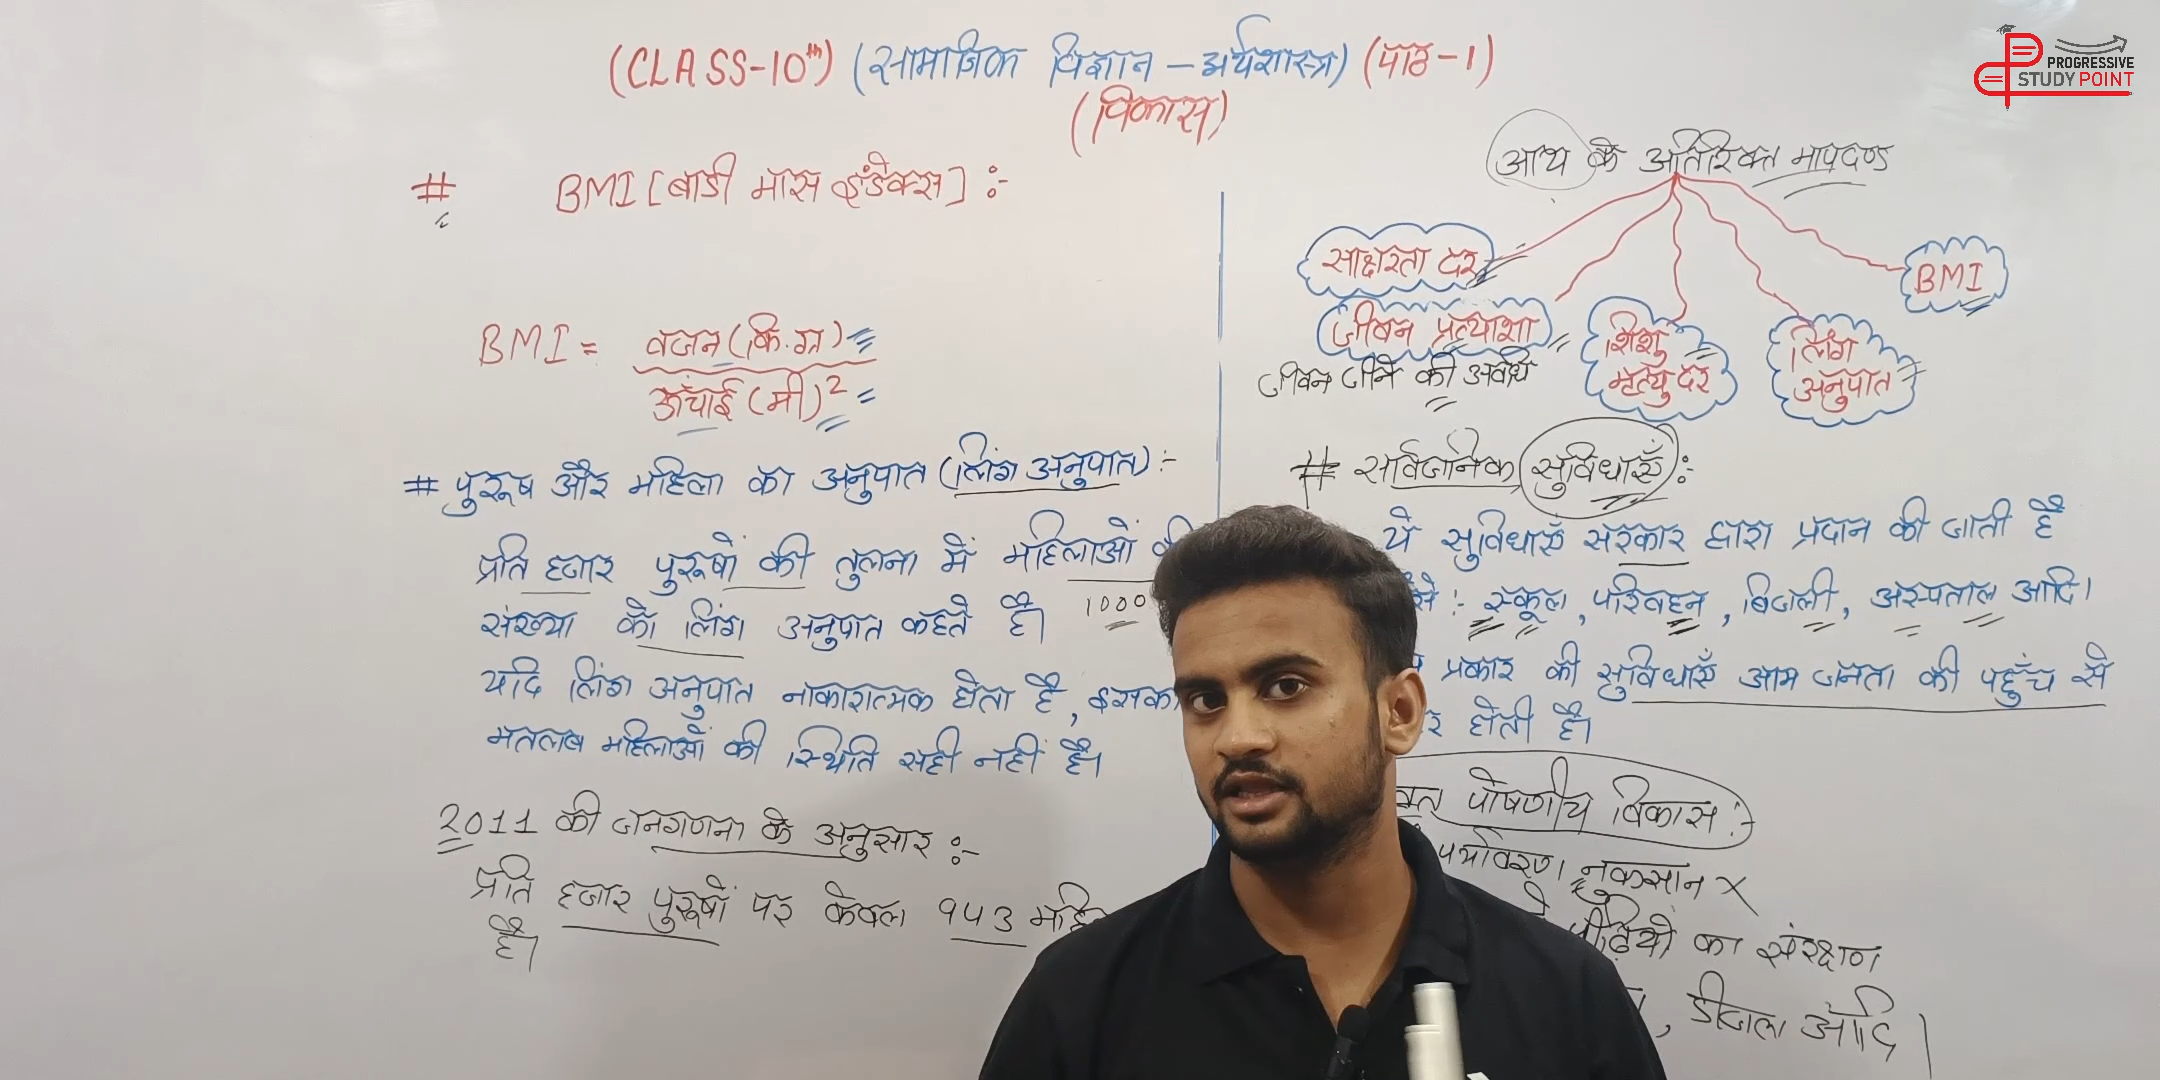 (CLASS-10th) (सामाजिक विज्ञान - अर्थशास्त्र) (पाठ-1)
(विकास)
PROGRESSIVE
STUDY POINT
# BMI [बाडी मास इंडेक्स] :-
BMI = वजन (कि.ग्रा)
ऊँचाई (मी)2
# पुरूष और महिला का अनुपात (लिंग अनुपात) :-
प्रति हजार पुरूषों की तुलना में महिलाओं की
1000
संख्या को लिंग अनुपात कहते है।
यदि लिंग अनुपात नाकारात्मक होता है, इसका
मतलब महिलाओं की स्थिति सही नहीं है।
2011 की जनगणना के अनुसार :-
प्रति हजार पुरूषों पर केवल 943
है।
आय के अतिरिक्त मापदण्ड
साक्षरता दर
जीवन प्रत्याशा
जीवन जीने की अवधि
शिशु
मृत्यु दर
लिंग
अनुपात
BMI
# सार्वजनिक सुविधाएँ :-
ये सुविधाएँ सरकार द्वारा प्रदान की जाती है
:- स्कूल, परिवहन, बिजली, अस्पताल आदि।
प्रकार की सुविधाएँ आम जनता की पहुँच से
होती है।
पोषणीय विकास :-
पर्यावरण नुकसान X
पीढ़ियों का संरक्षण
, डीजल आदि।